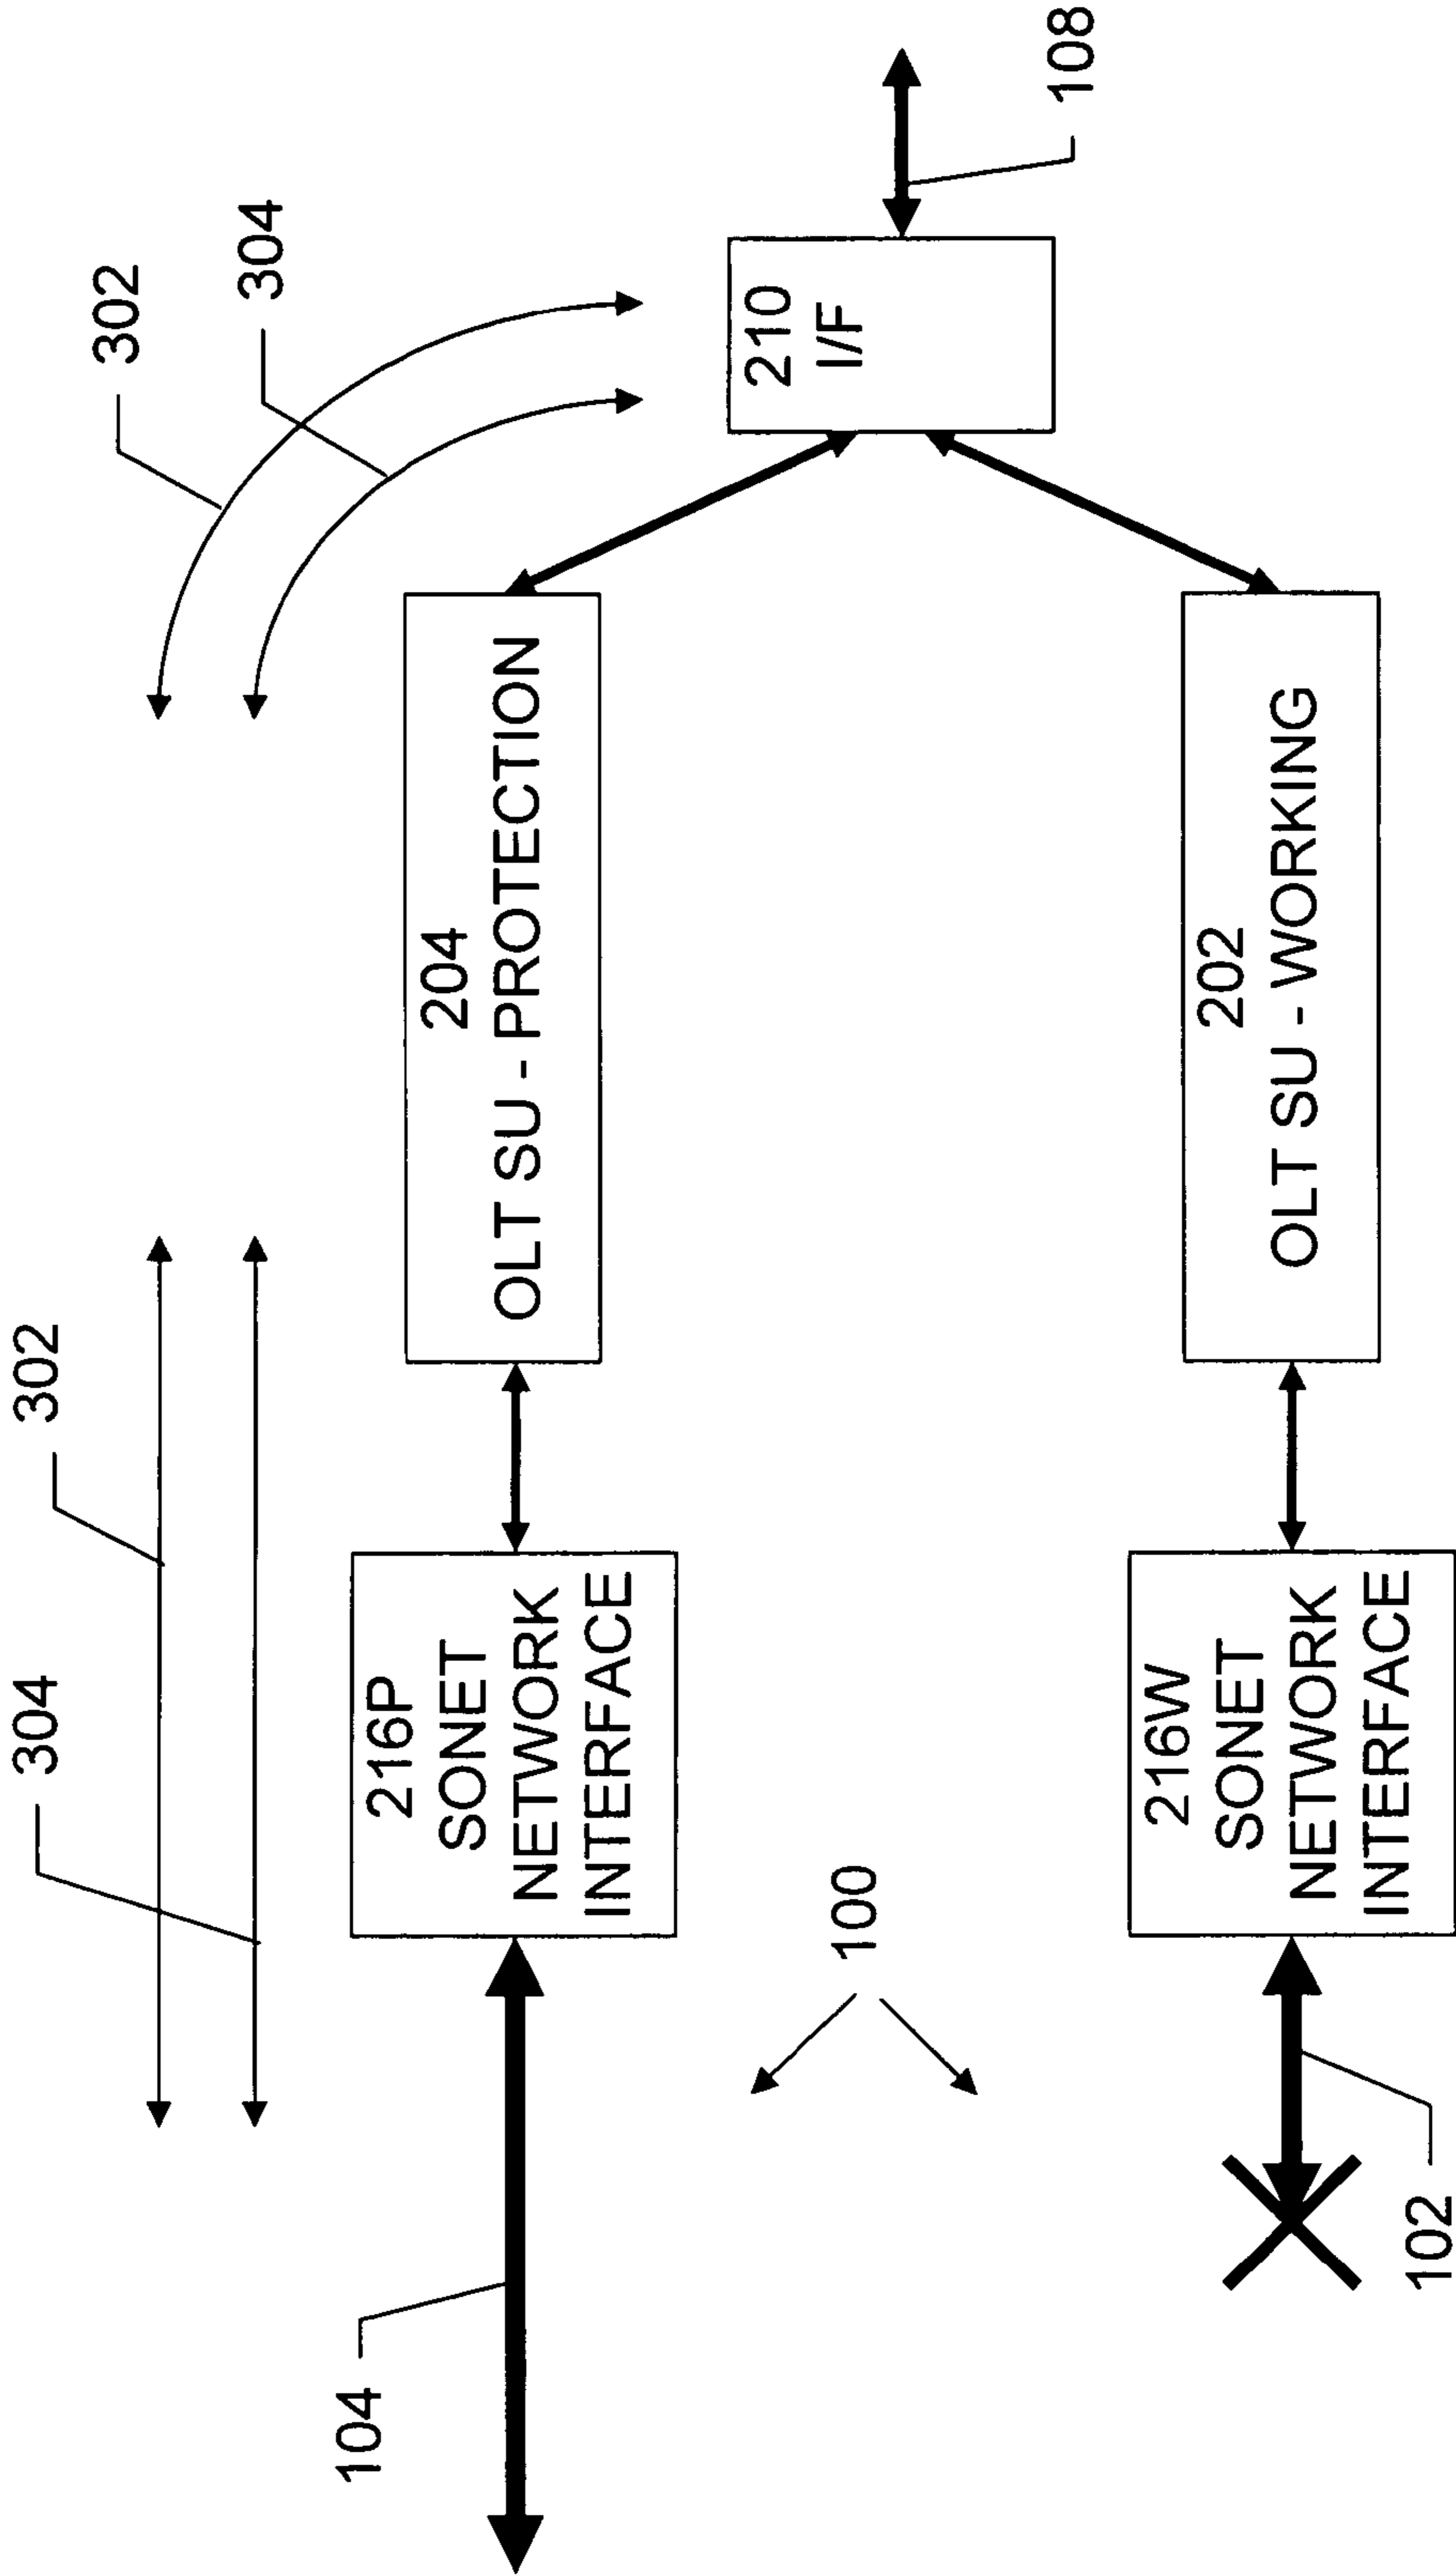 302
304
302
304
104
216P
SONET
NETWORK
INTERFACE
204
OLT SU - PROTECTION
210
I/F
108
100
102
216W
SONET
NETWORK
INTERFACE
202
OLT SU - WORKING